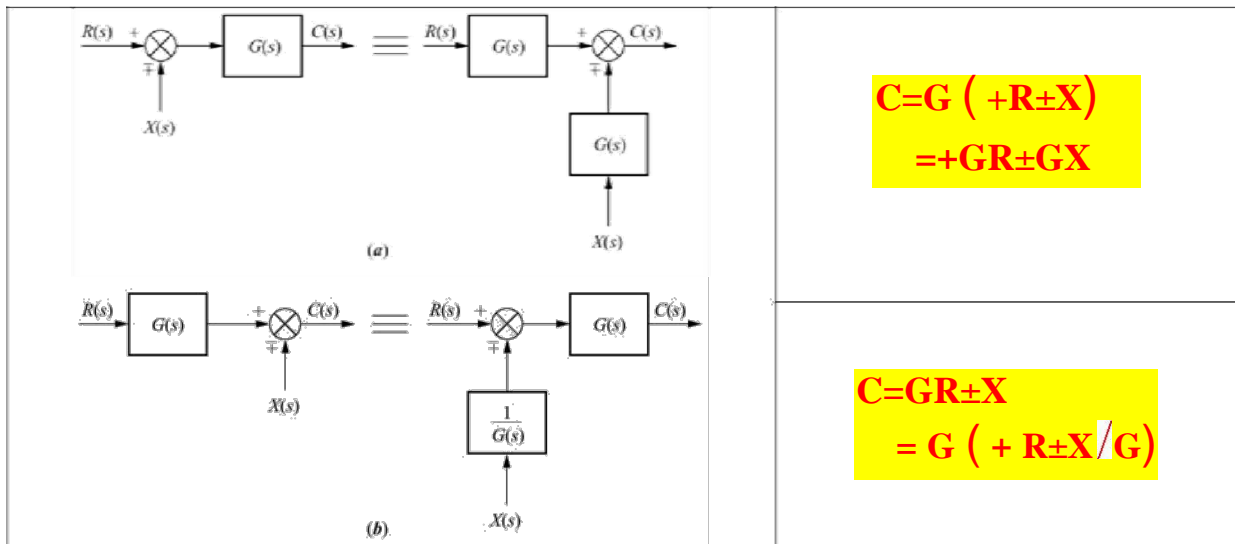 R(s) + G(s) C(s) R(s) G(s) + C(s)
∓ ∓
X(s)
G(s)
X(s)
(a)
C=G ( +R±X)
=+GR±GX
R(s) G(s) + C(s) R(s) + G(s) C(s)
∓ ∓
X(s)
1
G(s)
X(s)
(b)
C=GR±X
= G ( + R±X/G)